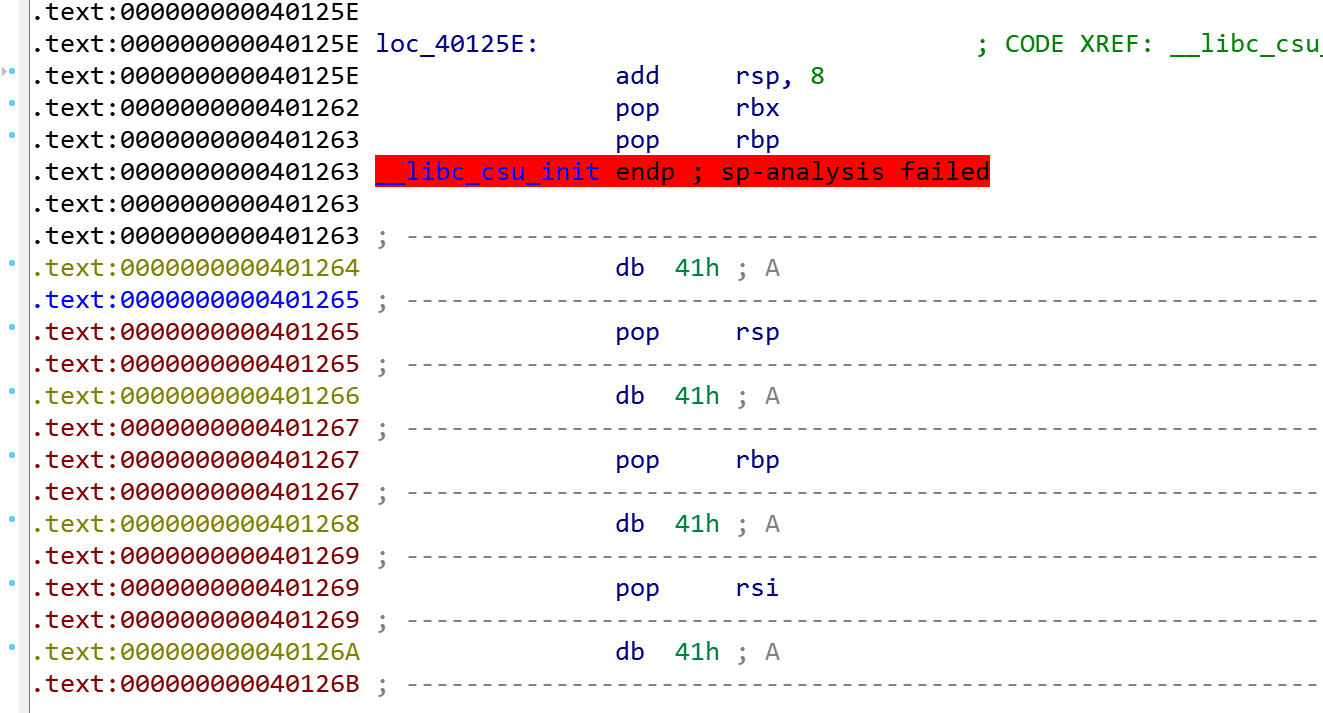 .text:000000000040125E
.text:000000000040125E loc_40125E: ; CODE XREF: __libc_csu_
.text:000000000040125E add rsp, 8
.text:0000000000401262 pop rbx
.text:0000000000401263 pop rbp
.text:0000000000401263 __libc_csu_init endp ; sp-analysis failed
.text:0000000000401263
.text:0000000000401263 ; ---------------------------------------------------------------
.text:0000000000401264 db 41h ; A
.text:0000000000401265 ; ---------------------------------------------------------------
.text:0000000000401265 pop rsp
.text:0000000000401265 ; ---------------------------------------------------------------
.text:0000000000401266 db 41h ; A
.text:0000000000401267 ; ---------------------------------------------------------------
.text:0000000000401267 pop rbp
.text:0000000000401267 ; ---------------------------------------------------------------
.text:0000000000401268 db 41h ; A
.text:0000000000401269 ; ---------------------------------------------------------------
.text:0000000000401269 pop rsi
.text:0000000000401269 ; ---------------------------------------------------------------
.text:000000000040126A db 41h ; A
.text:000000000040126B ; ---------------------------------------------------------------